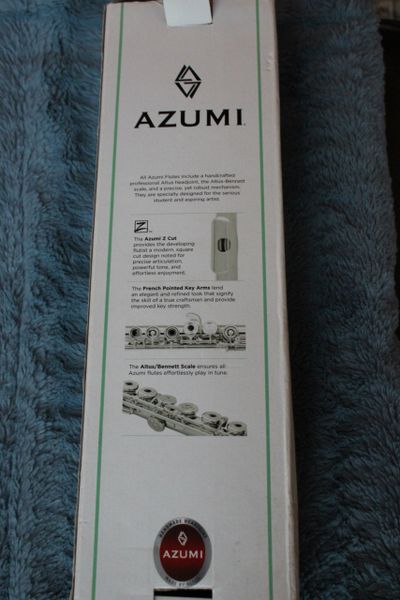 AZUMI
All Azumi Flutes include a handcrafted
professional Altus headjoint, the Altus-Bennett
scale, and a precise, yet robust mechanism.
They are specially designed for the serious
student and aspiring artist.
Z
The Azumi Z Cut
provides the developing
flutist a modern, square
cut design noted for
precise articulation,
powerful tone, and
effortless enjoyment.
The French Pointed Key Arms lend
an elegant and refined look that signify
the skill of a true craftsman and provide
improved key strength.
The Altus/Bennett Scale ensures all
Azumi flutes effortlessly play in tune.
HANDMADE HEADJOINT
AZUMI
MADE BY